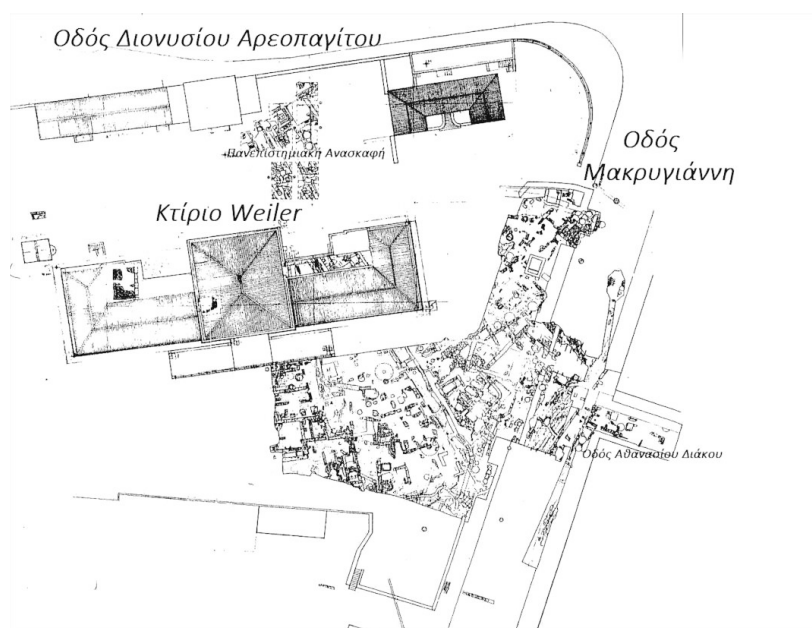 Οδός Διονυσίου Αρεοπαγίτου
Πανεπιστημιακή Ανασκαφή
Οδός
Μακρυγιάννη
Κτίριο Weiler
Οδός Αθανασίου Διάκου